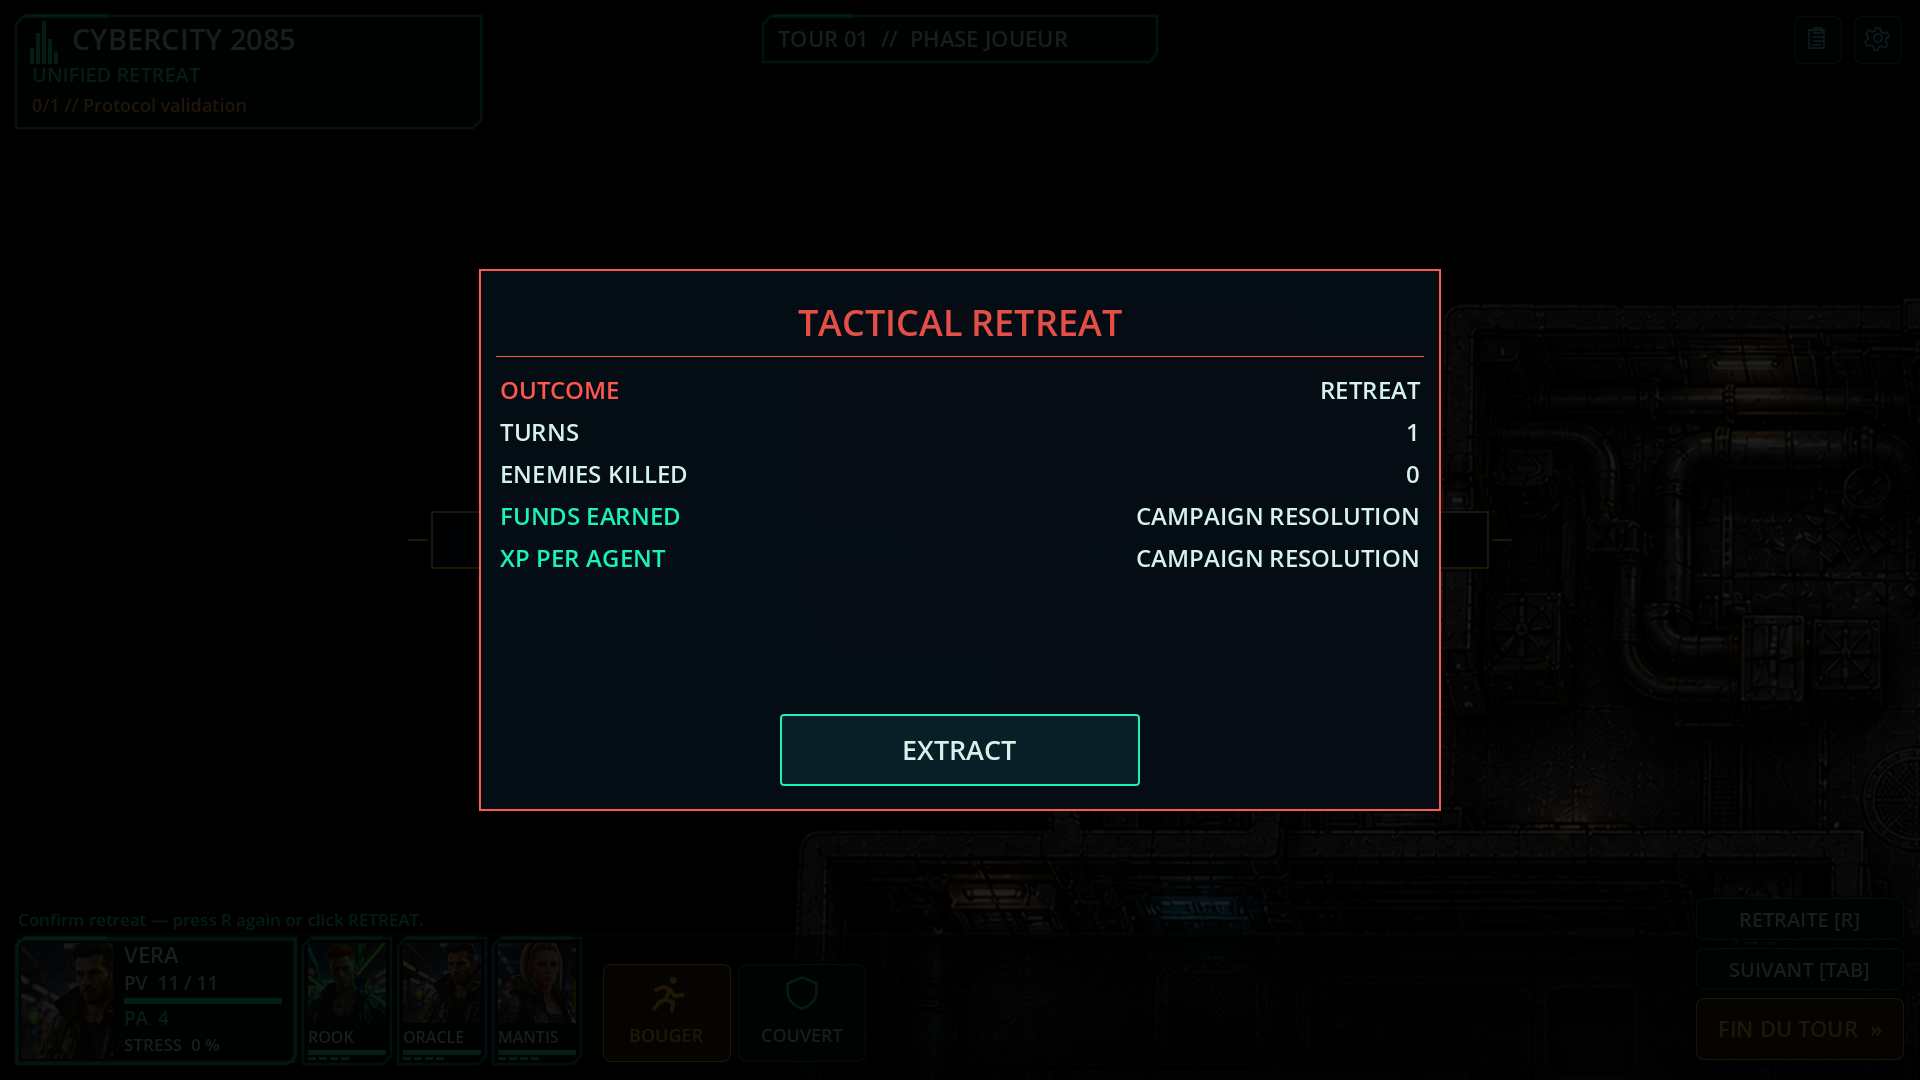 CYBERCITY 2085
UNIFIED RETREAT
0/1 // Protocol validation
TOUR 01 // PHASE JOUEUR
TACTICAL RETREAT
OUTCOME RETREAT
TURNS 1
ENEMIES KILLED 0
FUNDS EARNED CAMPAIGN RESOLUTION
XP PER AGENT CAMPAIGN RESOLUTION
EXTRACT
Confirm retreat — press R again or click RETREAT.
VERA
PV 11 / 11
PA 4
STRESS 0 %
ROOK
ORACLE
MANTIS
BOUGER
COUVERT
RETRAITE [R]
SUIVANT [TAB]
FIN DU TOUR »